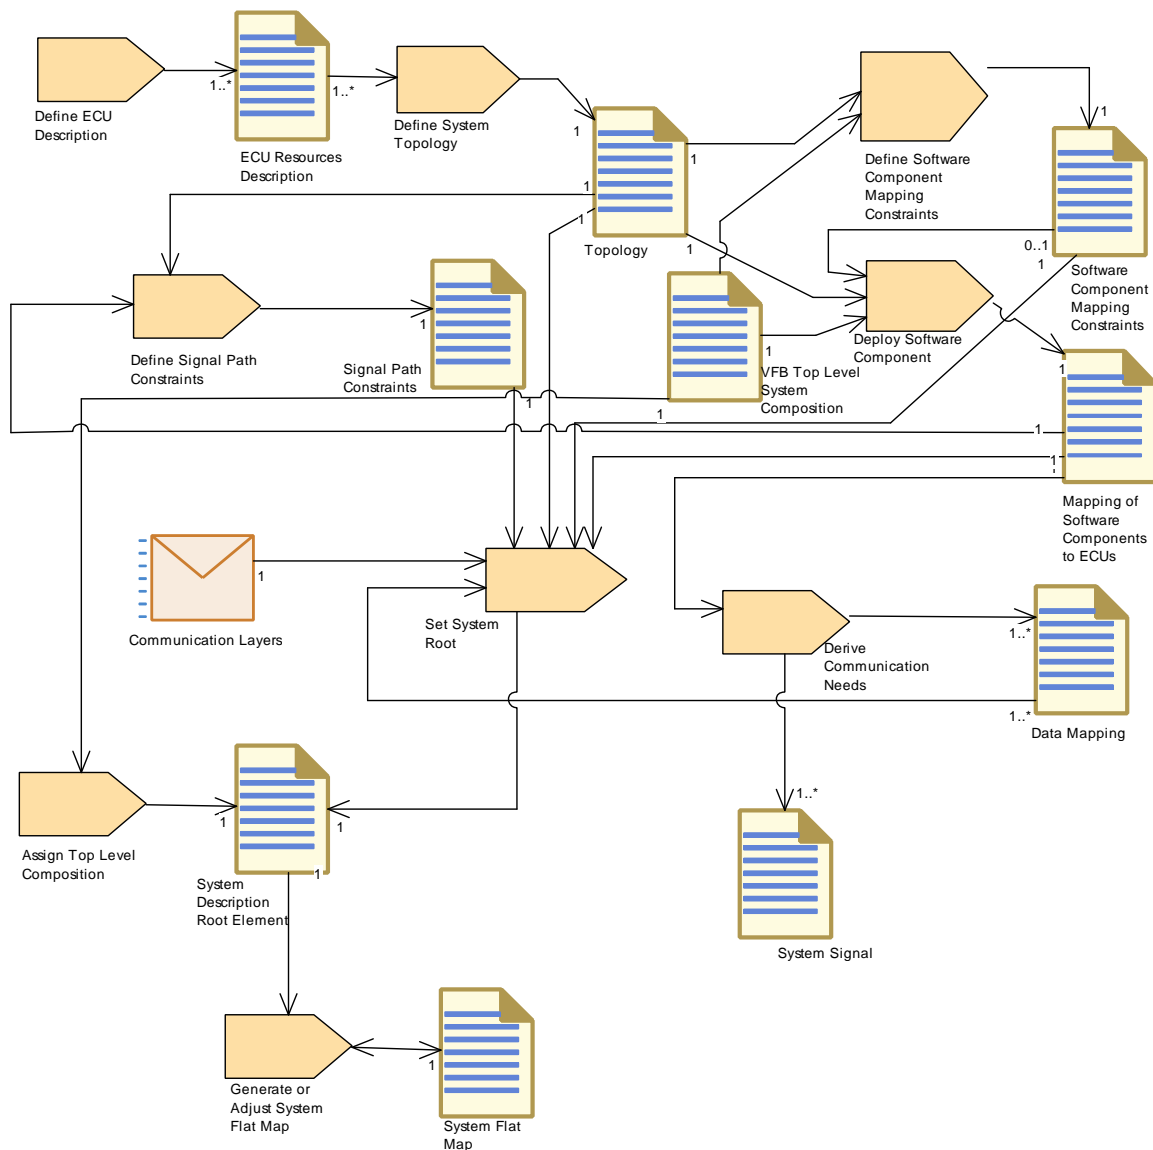 Define ECU
Description
1..*
ECU Resources
Description
1..*
Define System
Topology
1
Topology
1
1
1
1
Define Software
Component
Mapping
Constraints
1
0..1
1
Software
Component
Mapping
Constraints
Define Signal Path
Constraints
1
Signal Path
Constraints
1
VFB Top Level
System
Composition
1
1
Deploy Software
Component
1
1
1
Mapping of
Software
Components
to ECUs
Communication Layers
1
Set System
Root
Derive
Communication
Needs
1..*
1..*
Data Mapping
1..*
System Signal
Assign Top Level
Composition
1
1
1
System
Description
Root Element
Generate or
Adjust System
Flat Map
1
System Flat
Map